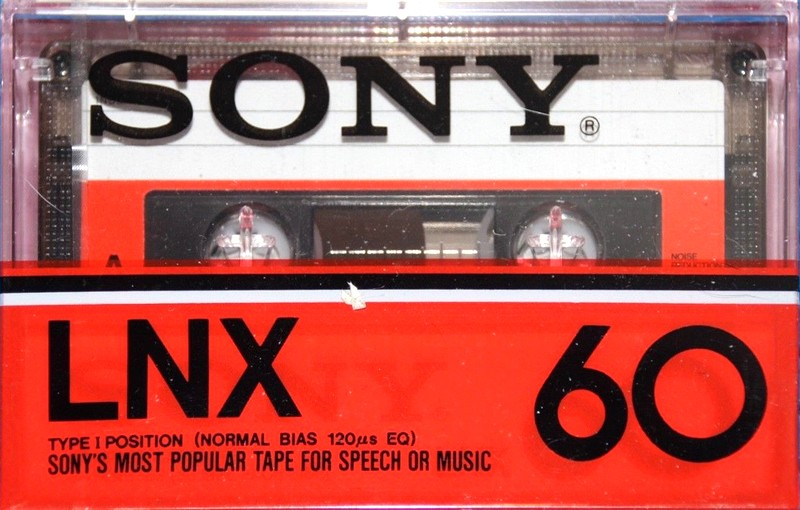 SONY®
A
NOISE
REDUCTION
LNX 60
TYPE I POSITION (NORMAL BIAS 120µs EQ)
SONY'S MOST POPULAR TAPE FOR SPEECH OR MUSIC